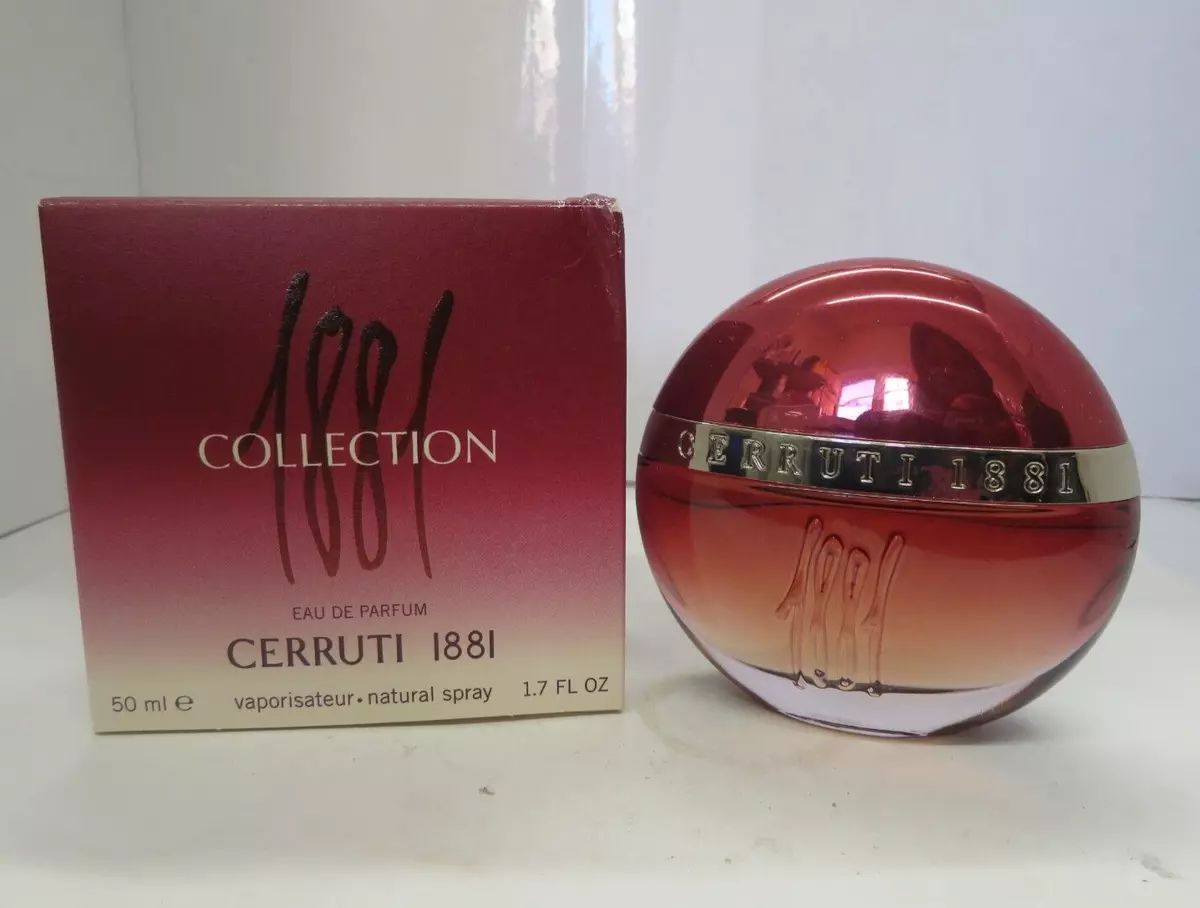 1881
COLLECTION
EAU DE PARFUM
CERRUTI 1881
50 ml ℮ vaporisateur • natural spray 1.7 FL OZ
CERRUTI 1881
1881